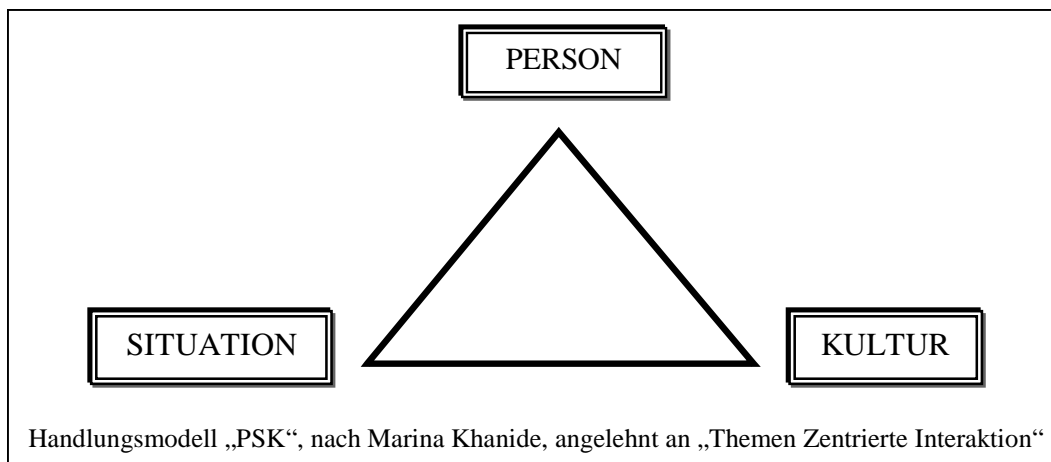 PERSON
SITUATION
KULTUR
Handlungsmodell „PSK“, nach Marina Khanide, angelehnt an „Themen Zentrierte Interaktion“